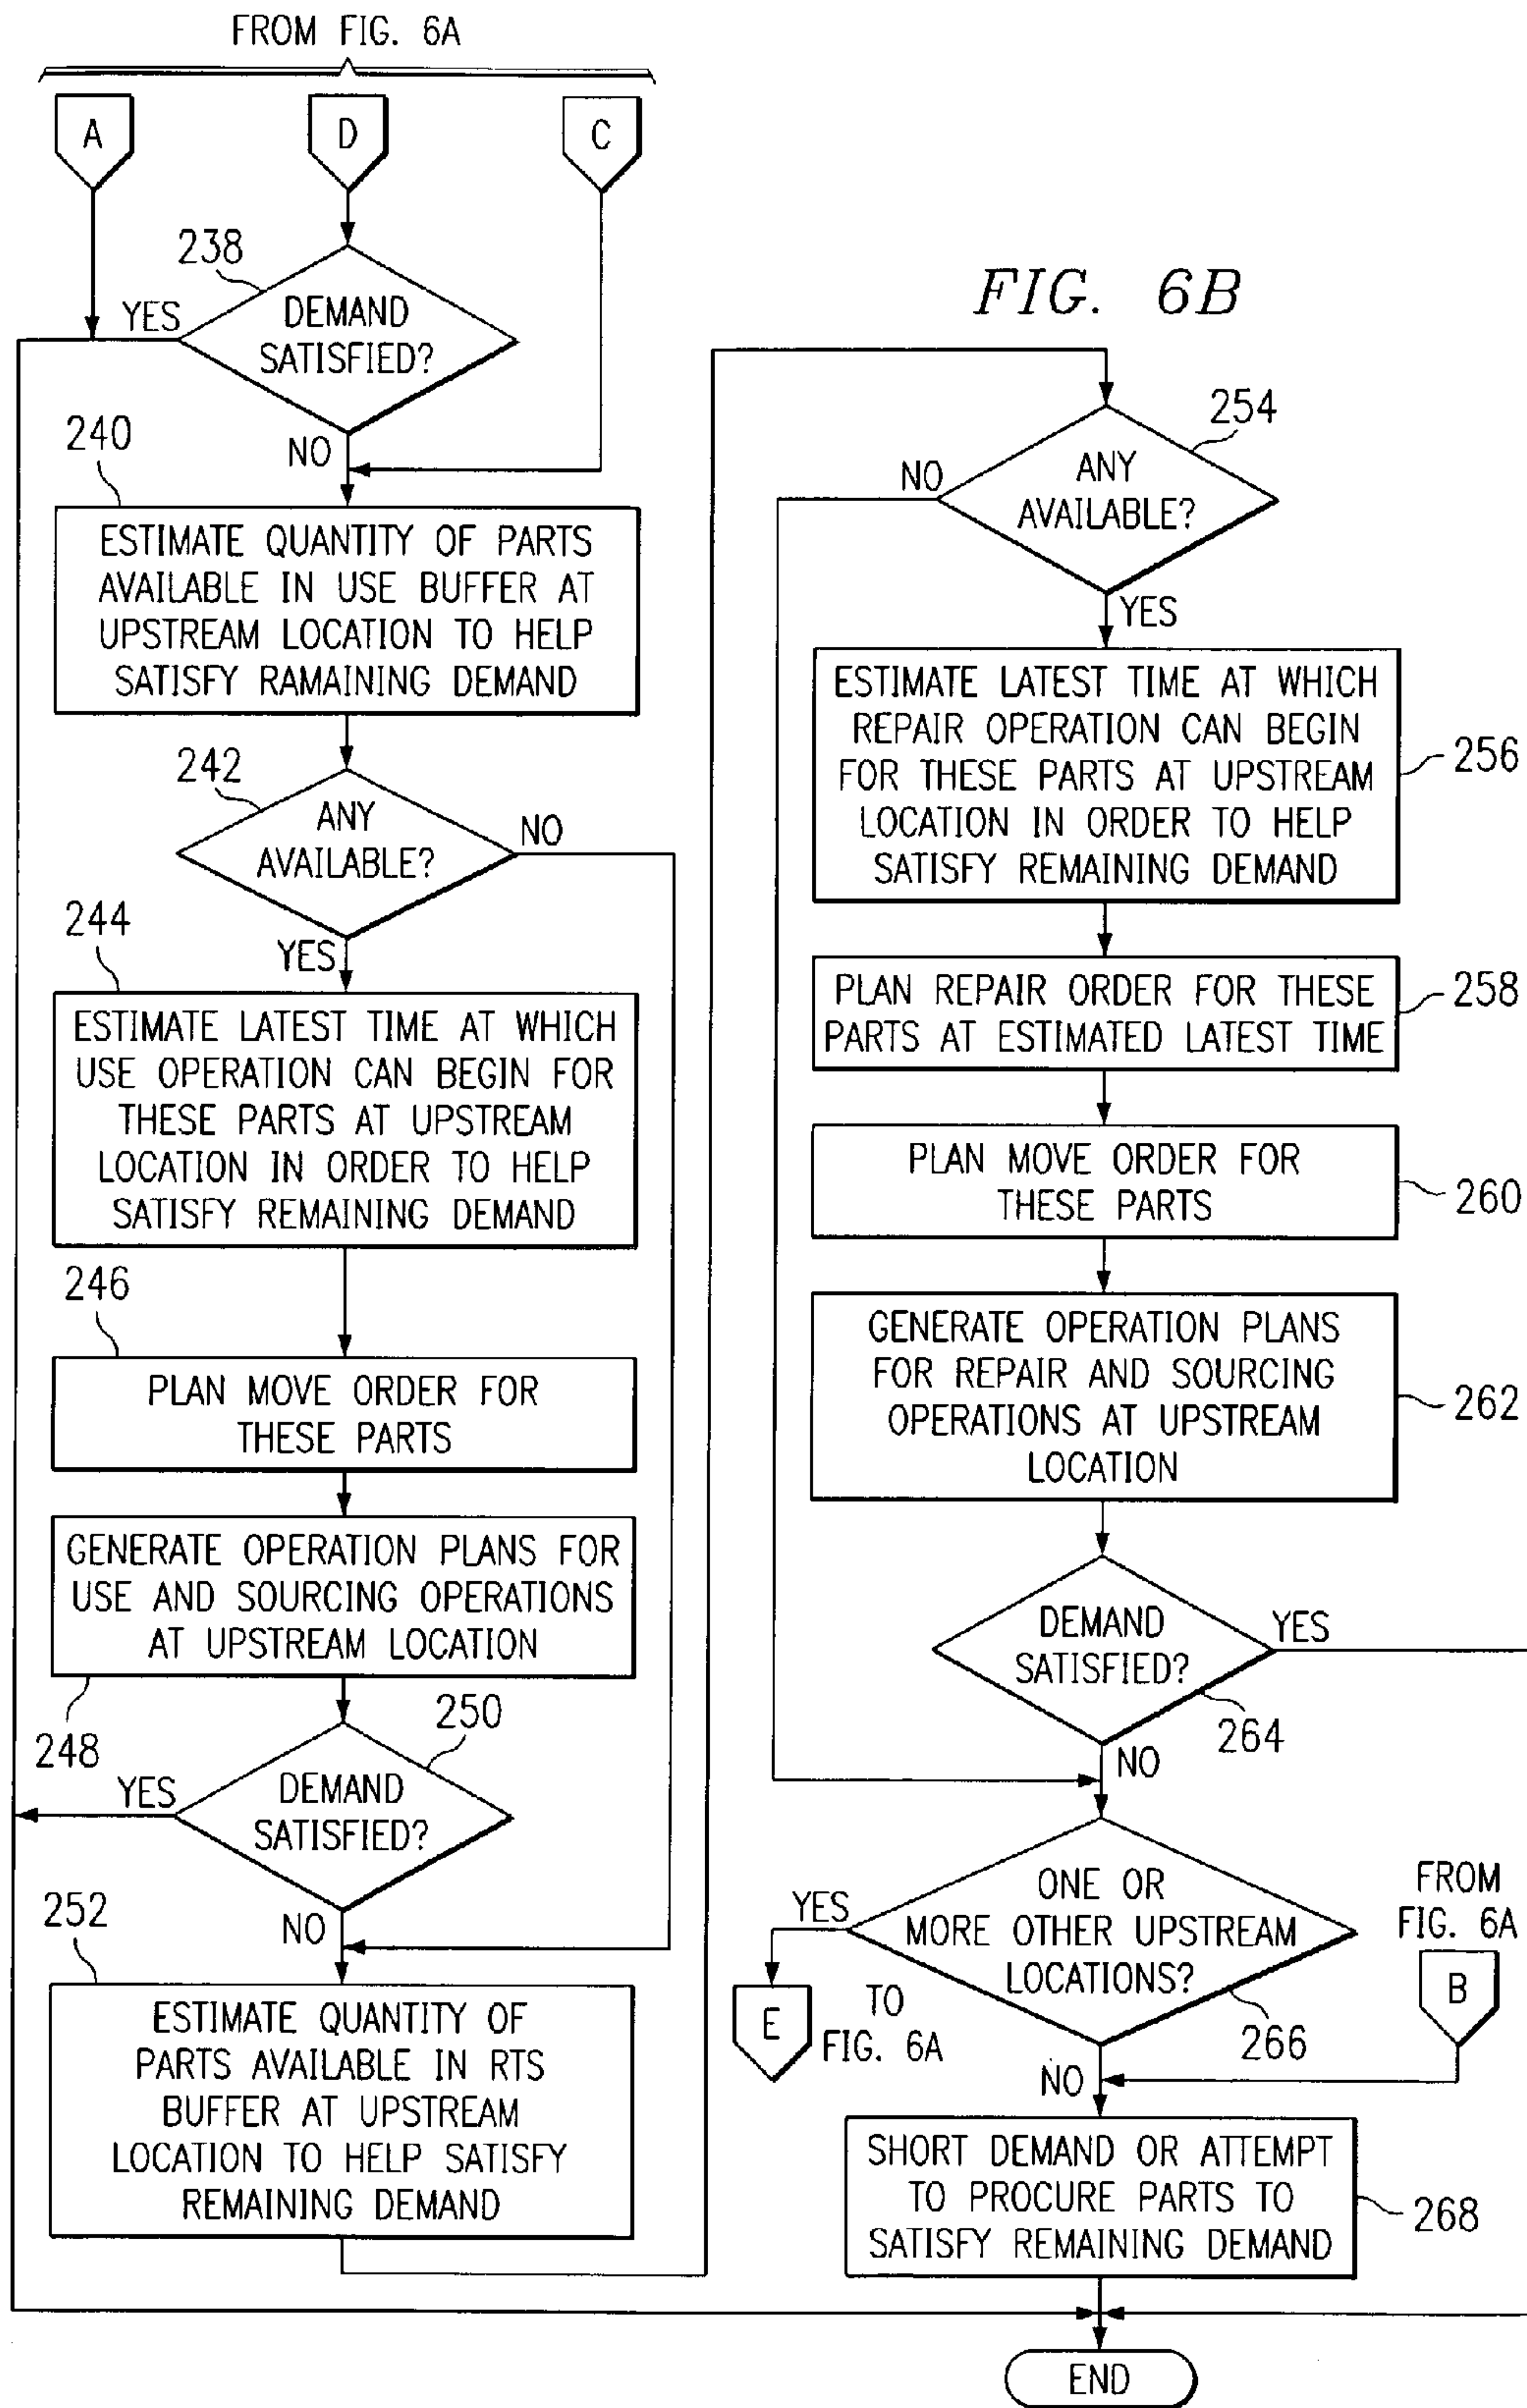 FROM FIG. 6A
A
D
C
238
DEMAND
SATISFIED?
YES
NO
240
ESTIMATE QUANTITY OF PARTS
AVAILABLE IN USE BUFFER AT
UPSTREAM LOCATION TO HELP
SATISFY RAMAINING DEMAND
242
ANY
AVAILABLE?
NO
YES
244
ESTIMATE LATEST TIME AT WHICH
USE OPERATION CAN BEGIN FOR
THESE PARTS AT UPSTREAM
LOCATION IN ORDER TO HELP
SATISFY REMAINING DEMAND
246
PLAN MOVE ORDER FOR
THESE PARTS
GENERATE OPERATION PLANS FOR
USE AND SOURCING OPERATIONS
AT UPSTREAM LOCATION
248
250
DEMAND
SATISFIED?
YES
NO
252
ESTIMATE QUANTITY OF
PARTS AVAILABLE IN RTS
BUFFER AT UPSTREAM
LOCATION TO HELP SATISFY
REMAINING DEMAND
FIG. 6B
254
ANY
AVAILABLE?
NO
YES
ESTIMATE LATEST TIME AT WHICH
REPAIR OPERATION CAN BEGIN
FOR THESE PARTS AT UPSTREAM
LOCATION IN ORDER TO HELP
SATISFY REMAINING DEMAND
256
PLAN REPAIR ORDER FOR THESE
PARTS AT ESTIMATED LATEST TIME
258
PLAN MOVE ORDER FOR
THESE PARTS
260
GENERATE OPERATION PLANS
FOR REPAIR AND SOURCING
OPERATIONS AT UPSTREAM
LOCATION
262
DEMAND
SATISFIED?
YES
264
NO
ONE OR
MORE OTHER UPSTREAM
LOCATIONS?
YES
266
E
TO
FIG. 6A
FROM
FIG. 6A
B
NO
SHORT DEMAND OR ATTEMPT
TO PROCURE PARTS TO
SATISFY REMAINING DEMAND
268
END